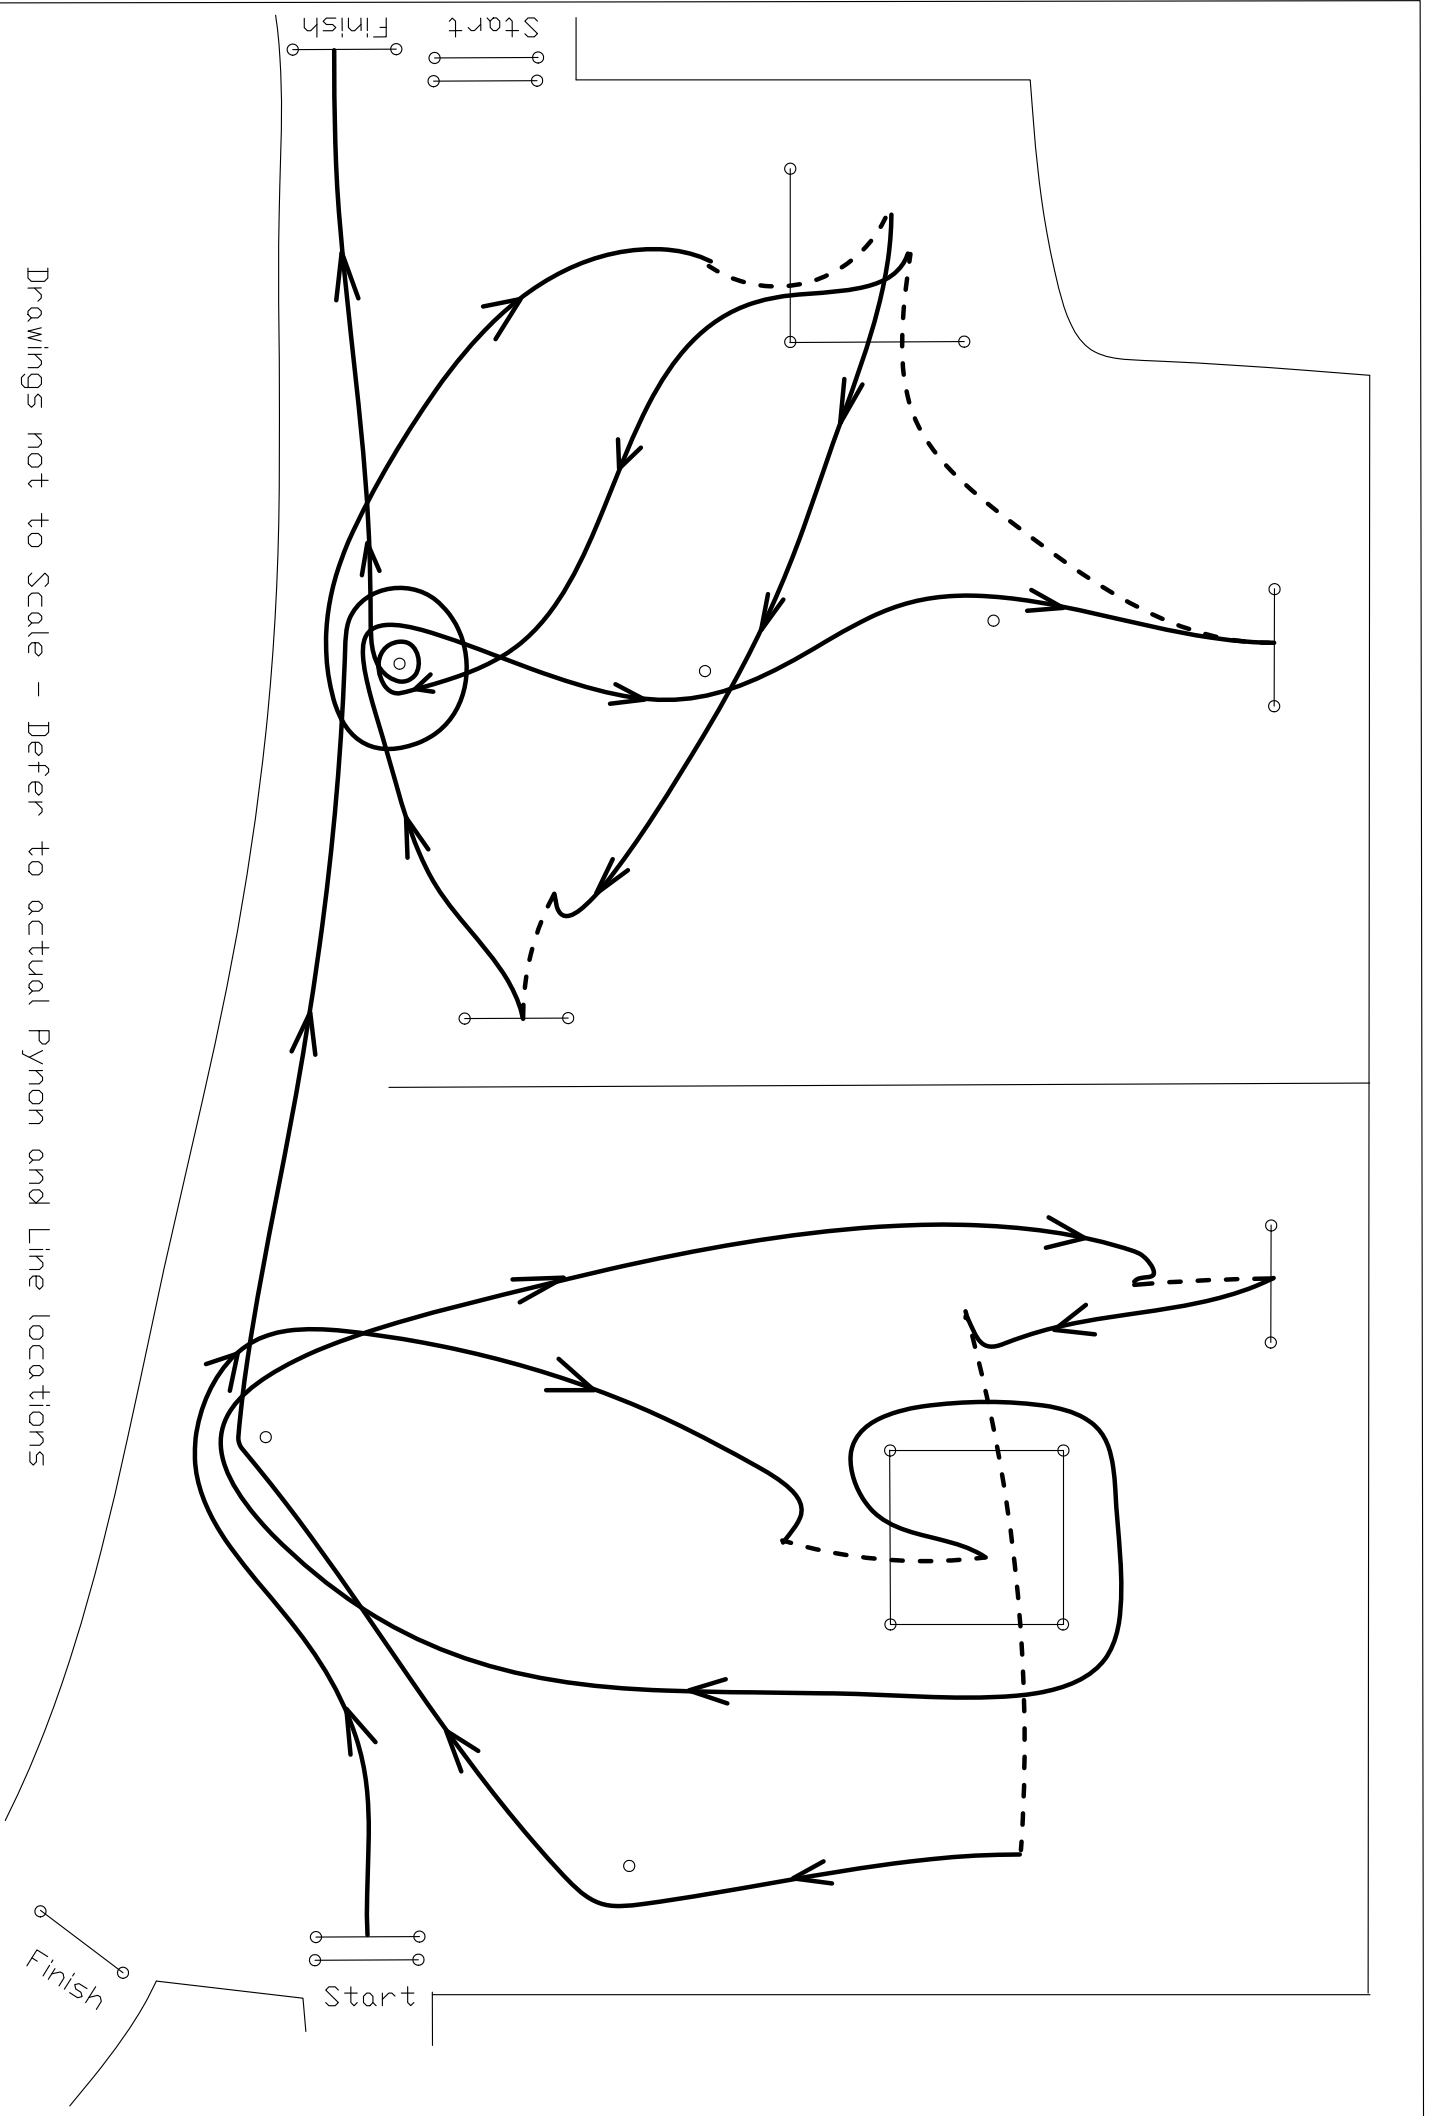 Finish
Start
Drawings not to Scale - Defer to actual Pynon and Line locations
Finish
Start